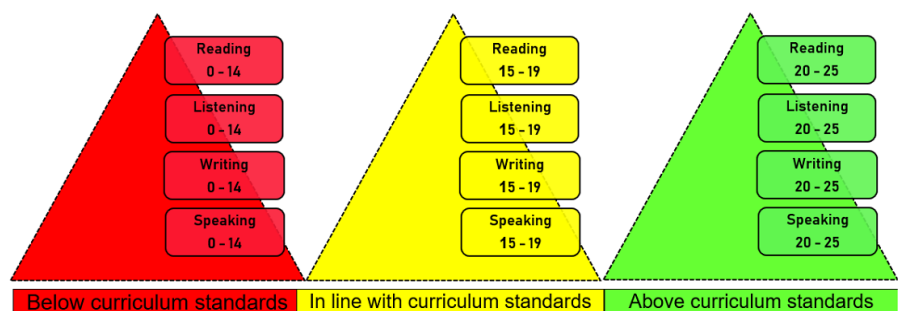 Reading
0 - 14
Listening
0 - 14
Writing
0 - 14
Speaking
0 - 14
Below curriculum standards
Reading
15 - 19
Listening
15 - 19
Writing
15 - 19
Speaking
15 - 19
In line with curriculum standards
Reading
20 - 25
Listening
20 - 25
Writing
20 - 25
Speaking
20 - 25
Above curriculum standards